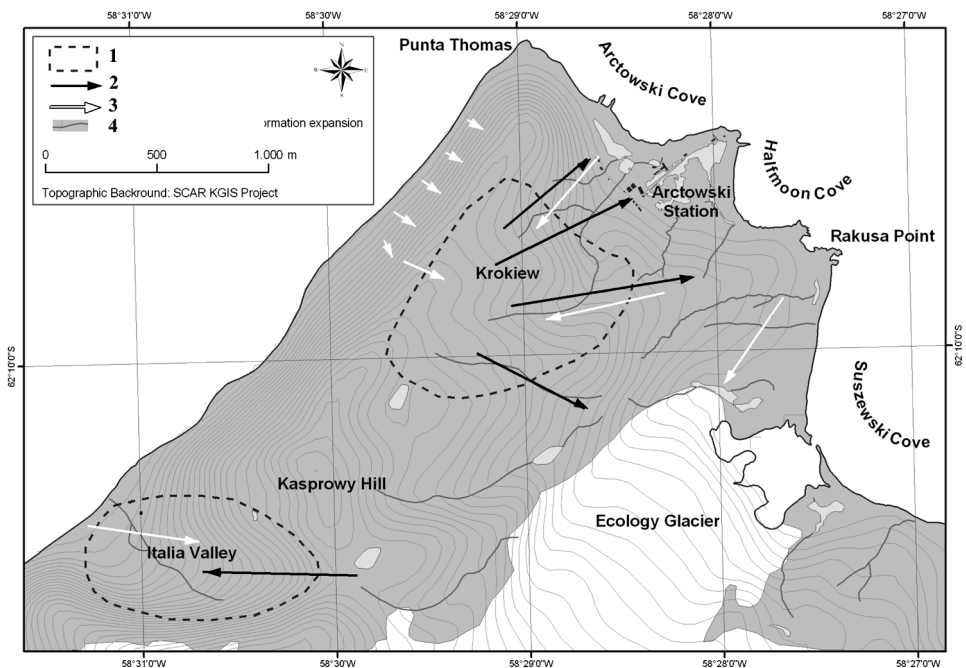 58°31'0"W
58°30'0"W
58°29'0"W
58°28'0"W
58°27'0"W
1
2
3
4
N
W
E
S
ormation expansion
0
500
1.000 m
Topographic Backround: SCAR KGIS Project
Punta Thomas
Arctowski Cove
Halfmoon Cove
Arctowski
Station
Rakusa Point
Krokiew
62°10'0"S
62°10'0"S
Suszewski Cove
Kasprowy Hill
Ecology Glacier
Italia Valley
58°31'0"W
58°30'0"W
58°29'0"W
58°28'0"W
58°27'0"W